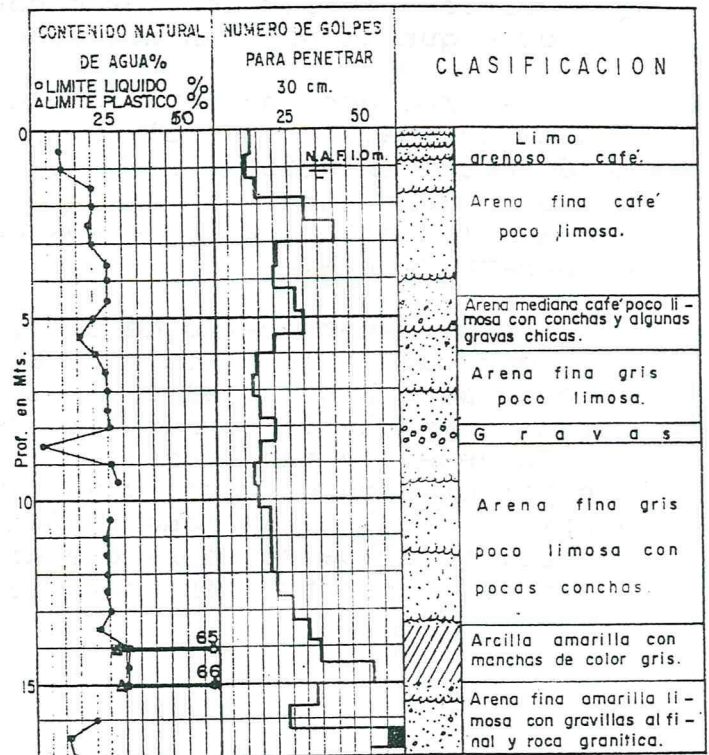 CONTENIDO NATURAL
DE AGUA%
LIMITE LIQUIDO %
LIMITE PLASTICO %
25 50
NUMERO DE GOLPES
PARA PENETRAR
30 cm.
25 50
CLASIFICACION
Prof. en Mts.
0
5
10
15
N.A.F. 1.0 m.
65
66
Limo
arenoso café.
Arena fina café
poco limosa.
Arena mediana café poco li-
mosa con conchas y algunas
gravas chicas.
Arena fina gris
poco limosa.
Gravas
Arena fina gris
poco limosa con
pocas conchas.
Arcilla amarilla con
manchas de color gris.
Arena fina amarilla li-
mosa con gravillas al fi-
nal y roca granitica.